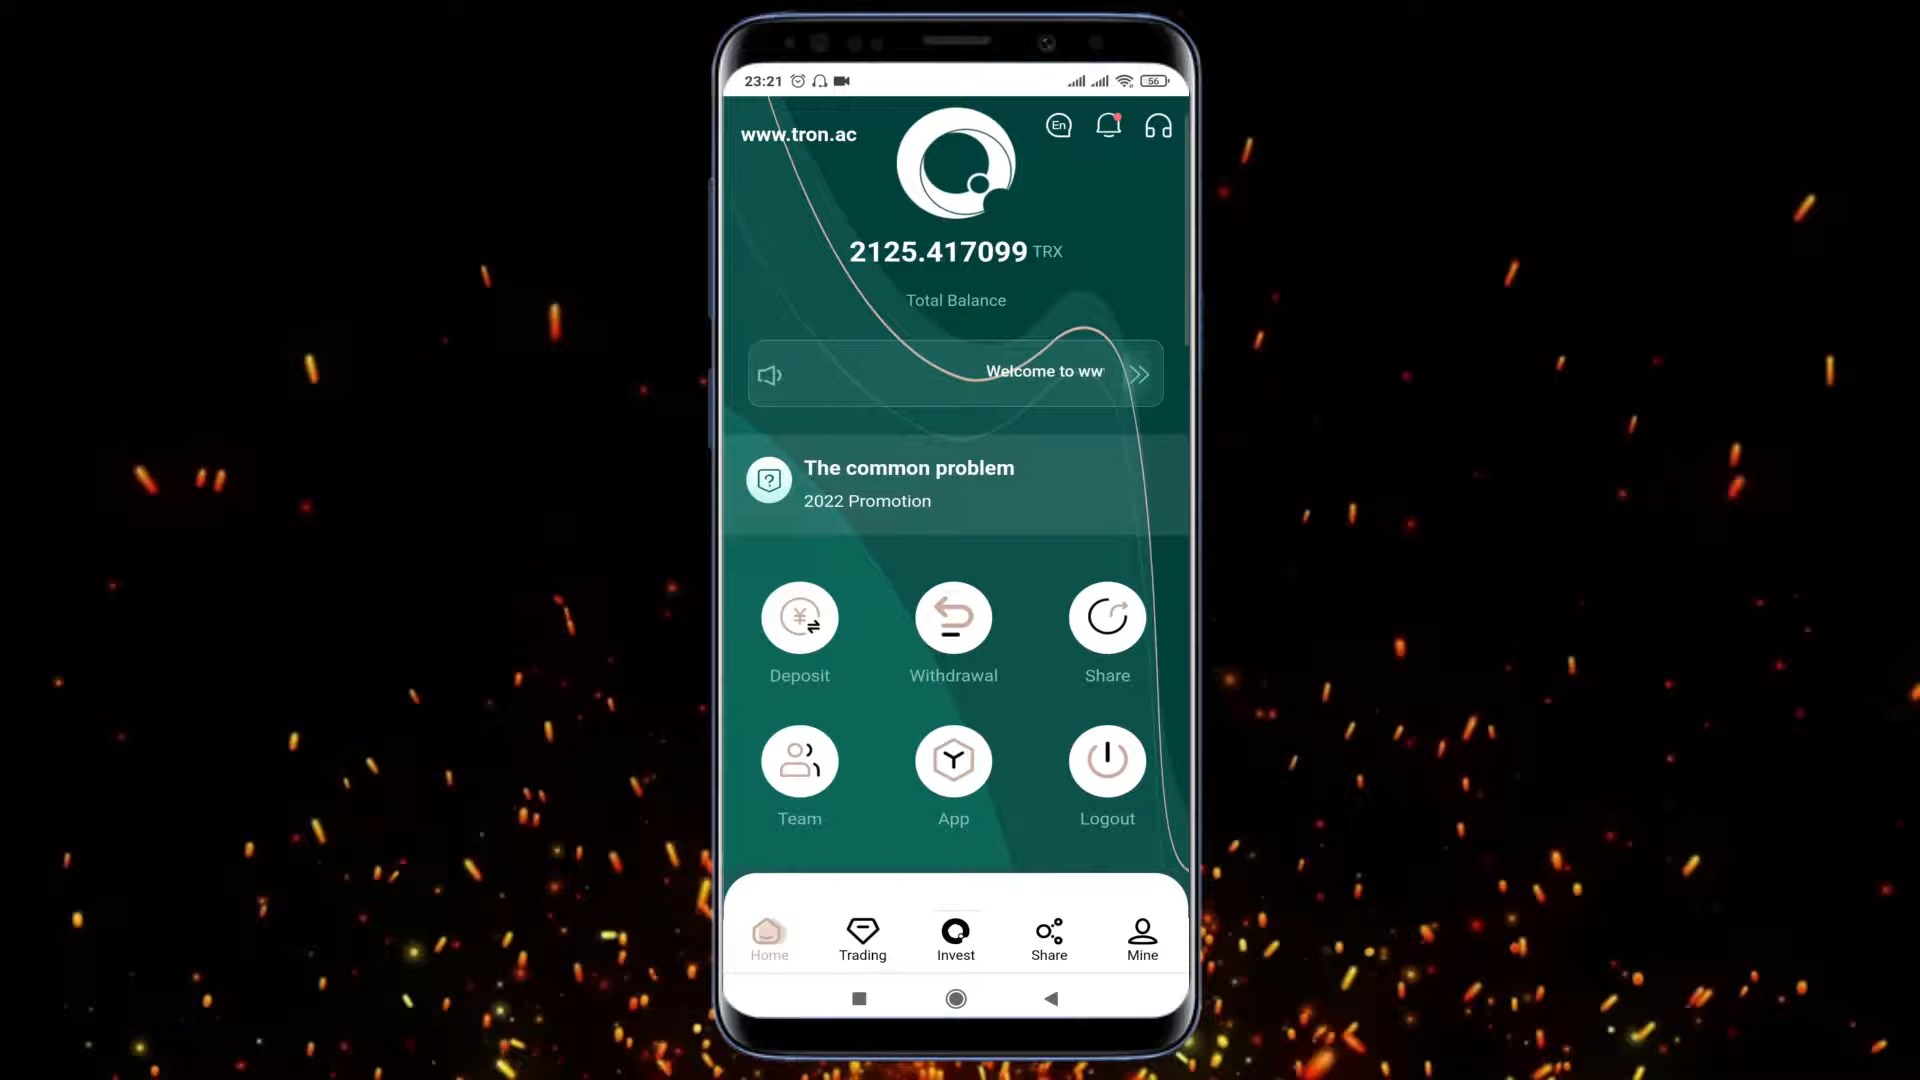 23:21
56
www.tron.ac
En
2125.417099 TRX
Total Balance
Welcome to ww
The common problem
2022 Promotion
Deposit
Withdrawal
Share
Team
App
Logout
Home
Trading
Invest
Share
Mine